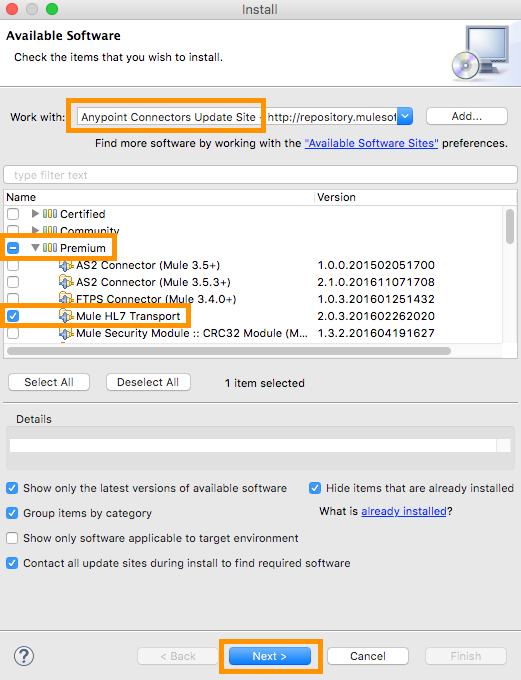 Install
Available Software
Check the items that you wish to install.
Work with: Anypoint Connectors Update Site - http://repository.mulesof Add...
Find more software by working with the "Available Software Sites" preferences.
type filter text
Name Version
Certified
Community
Premium
AS2 Connector (Mule 3.5+) 1.0.0.201502051700
AS2 Connector (Mule 3.5.3+) 2.1.0.201611071708
FTPS Connector (Mule 3.4.0+) 1.0.3.201601251432
Mule HL7 Transport 2.0.3.201602262020
Mule Security Module :: CRC32 Module (M... 1.3.2.201604191627
Select All Deselect All 1 item selected
Details
Show only the latest versions of available software Hide items that are already installed
Group items by category What is already installed?
Show only software applicable to target environment
Contact all update sites during install to find required software
? < Back Next > Cancel Finish